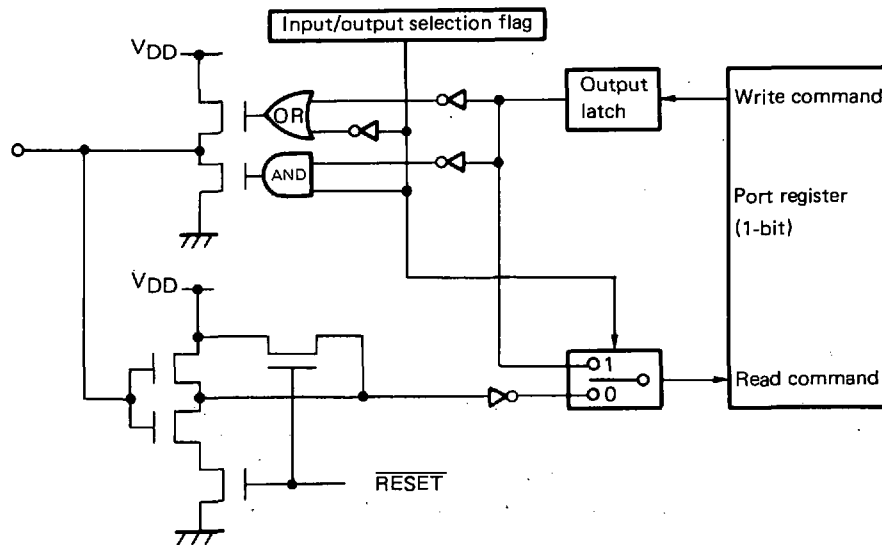 Input/output selection flag
VDD
OR
Output
latch
Write command
AND
Port register
(1-bit)
VDD
1
0
Read command
RESET